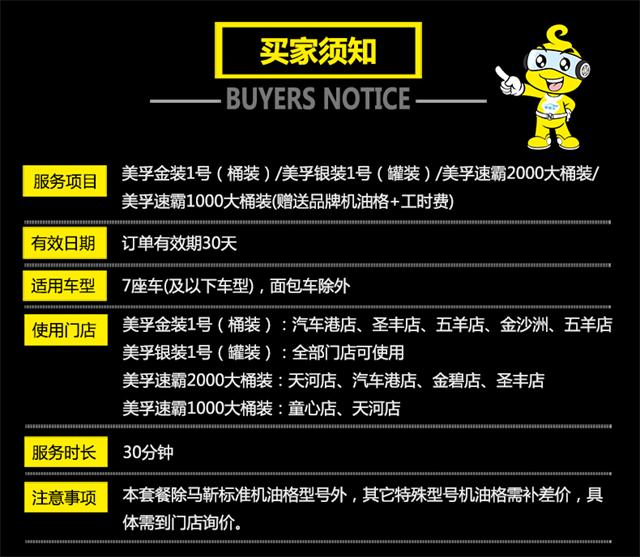 买家须知
BUYERS NOTICE
服务项目
美孚金装1号（桶装）/美孚银装1号（罐装）/美孚速霸2000大桶装/
美孚速霸1000大桶装(赠送品牌机油格+工时费)
有效日期
订单有效期30天
适用车型
7座车(及以下车型)，面包车除外
使用门店
美孚金装1号（桶装）：汽车港店、圣丰店、五羊店、金沙洲、五羊店
美孚银装1号（罐装）：全部门店可使用
美孚速霸2000大桶装：天河店、汽车港店、金碧店、圣丰店
美孚速霸1000大桶装：童心店、天河店
服务时长
30分钟
注意事项
本套餐除马靳标准机油格型号外，其它特殊型号机油格需补差价，具
体需到门店询价。